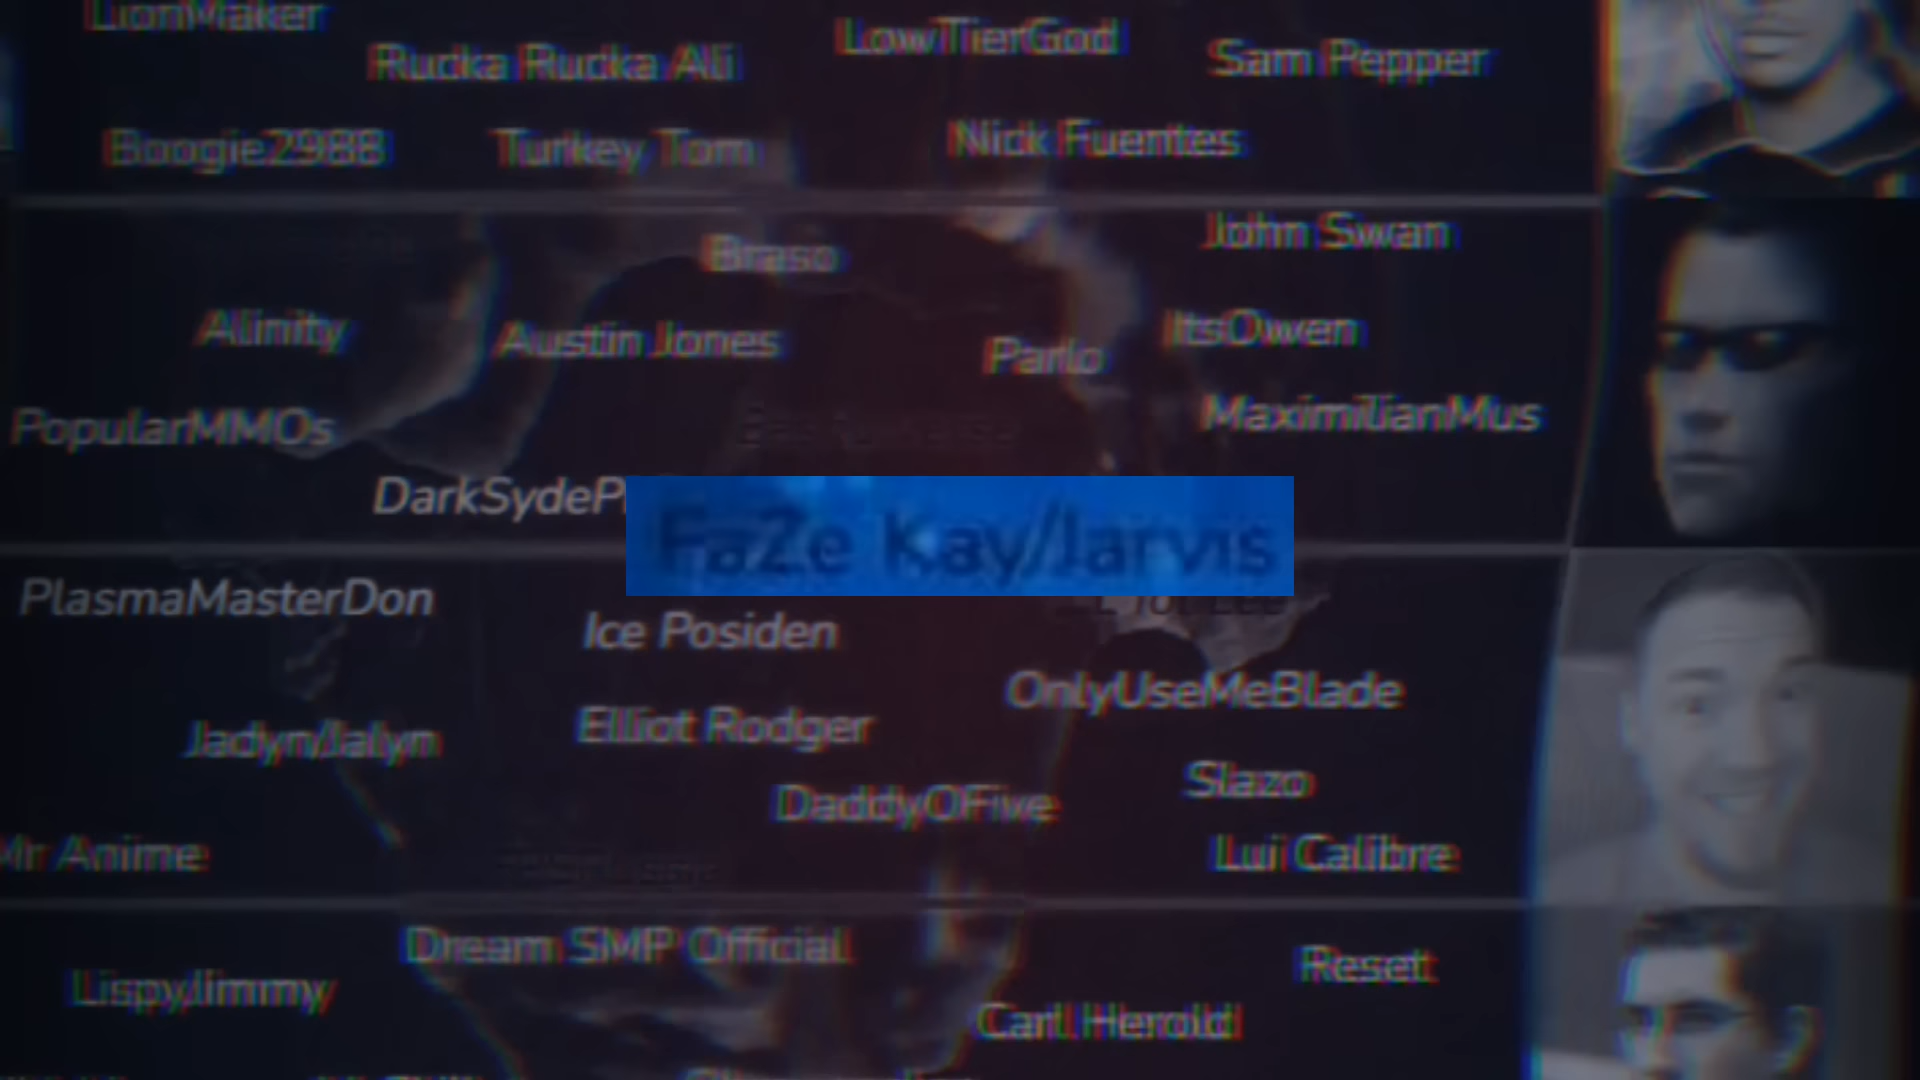 LionMaker
Rucka Rucka Ali
LowTierGod
Sam Pepper
Boogie2988
Turkey Tom
Nick Fuentes
Braso
John Swan
Alinity
Austin Jones
Parlo
ItsOwen
PopularMMOs
MaximilianMus
DarkSydeP
FaZe Kay/Jarvis
PlasmaMasterDon
Ice Posiden
OnlyUseMeBlade
Jadyn/Jalyn
Elliot Rodger
Slazo
DaddyOFive
Mr Anime
Lui Calibre
Dream SMP Official
Reset
LispyJimmy
Carl Herold